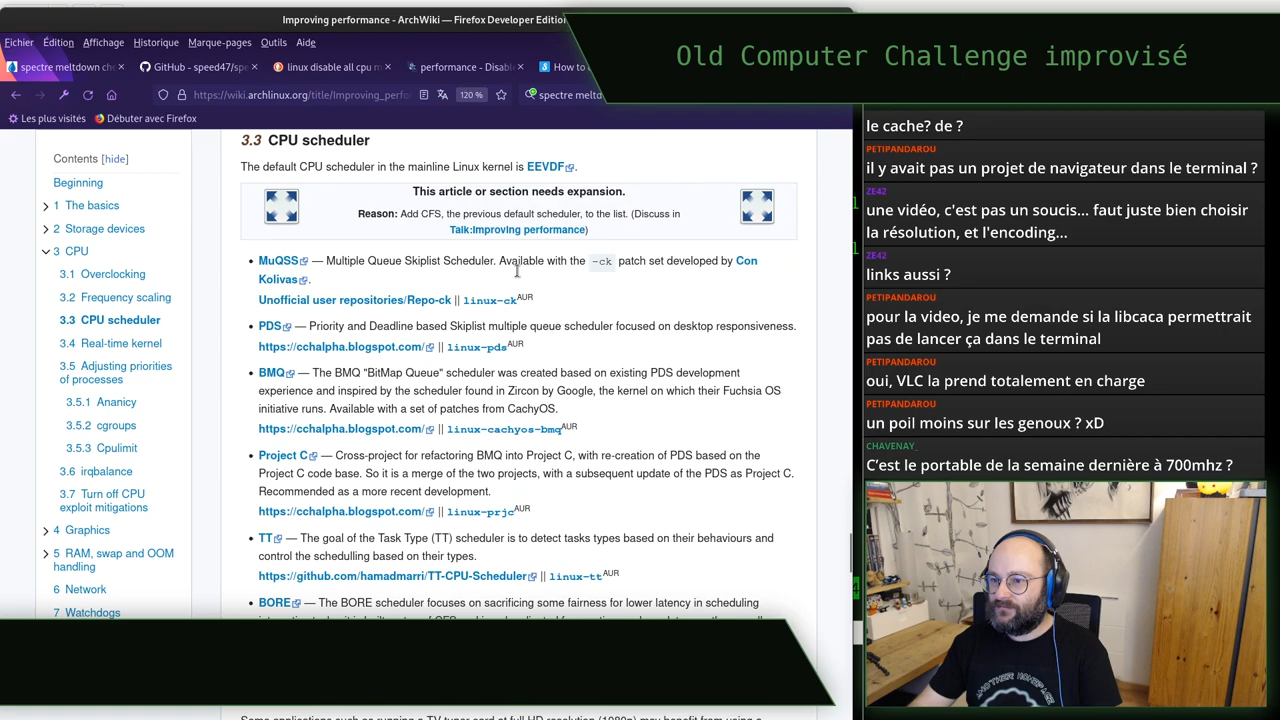 Improving performance - ArchWiki — Firefox Developer Edition
Old Computer Challenge improvisé
Fichier Édition Affichage Historique Marque-pages Outils Aide
spectre meltdown che
GitHub - speed47/spe
linux disable all cpu m
performance - Disabl
How to
https://wiki.archlinux.org/title/Improving_perfo
120 %
spectre meltd
Les plus visités
Débuter avec Firefox
Contents [hide]
Beginning
1 The basics
2 Storage devices
3 CPU
3.1 Overclocking
3.2 Frequency scaling
3.3 CPU scheduler
3.4 Real-time kernel
3.5 Adjusting priorities
of processes
3.5.1 Ananicy
3.5.2 cgroups
3.5.3 Cpulimit
3.6 irqbalance
3.7 Turn off CPU
exploit mitigations
4 Graphics
5 RAM, swap and OOM
handling
6 Network
7 Watchdogs
3.3 CPU scheduler
The default CPU scheduler in the mainline Linux kernel is EEVDF.
This article or section needs expansion.
Reason: Add CFS, the previous default scheduler, to the list. (Discuss in
Talk:Improving performance)
• MuQSS — Multiple Queue Skiplist Scheduler. Available with the -ck patch set developed by Con
Kolivas.
Unofficial user repositories/Repo-ck || linux-ckAUR
• PDS — Priority and Deadline based Skiplist multiple queue scheduler focused on desktop responsiveness.
https://cchalpha.blogspot.com/ || linux-pdsAUR
• BMQ — The BMQ "BitMap Queue" scheduler was created based on existing PDS development
experience and inspired by the scheduler found in Zircon by Google, the kernel on which their Fuchsia OS
initiative runs. Available with a set of patches from CachyOS.
https://cchalpha.blogspot.com/ || linux-cachyos-bmqAUR
• Project C — Cross-project for refactoring BMQ into Project C, with re-creation of PDS based on the
Project C code base. So it is a merge of the two projects, with a subsequent update of the PDS as Project C.
Recommended as a more recent development.
https://cchalpha.blogspot.com/ || linux-prjcAUR
• TT — The goal of the Task Type (TT) scheduler is to detect tasks types based on their behaviours and
control the schedulling based on their types.
https://github.com/hamadmarri/TT-CPU-Scheduler || linux-ttAUR
• BORE — The BORE scheduler focuses on sacrificing some fairness for lower latency in scheduling
le cache? de ?
PETIPANDAROU
il y avait pas un projet de navigateur dans le terminal ?
ZE42
une vidéo, c'est pas un soucis... faut juste bien choisir
la résolution, et l'encoding...
ZE42
links aussi ?
PETIPANDAROU
pour la video, je me demande si la libcaca permettrait
pas de lancer ça dans le terminal
PETIPANDAROU
oui, VLC la prend totalement en charge
PETIPANDAROU
un poil moins sur les genoux ? xD
CHAVENAY_
C'est le portable de la semaine dernière à 700mhz ?
ANOTHER HOMEPAGE